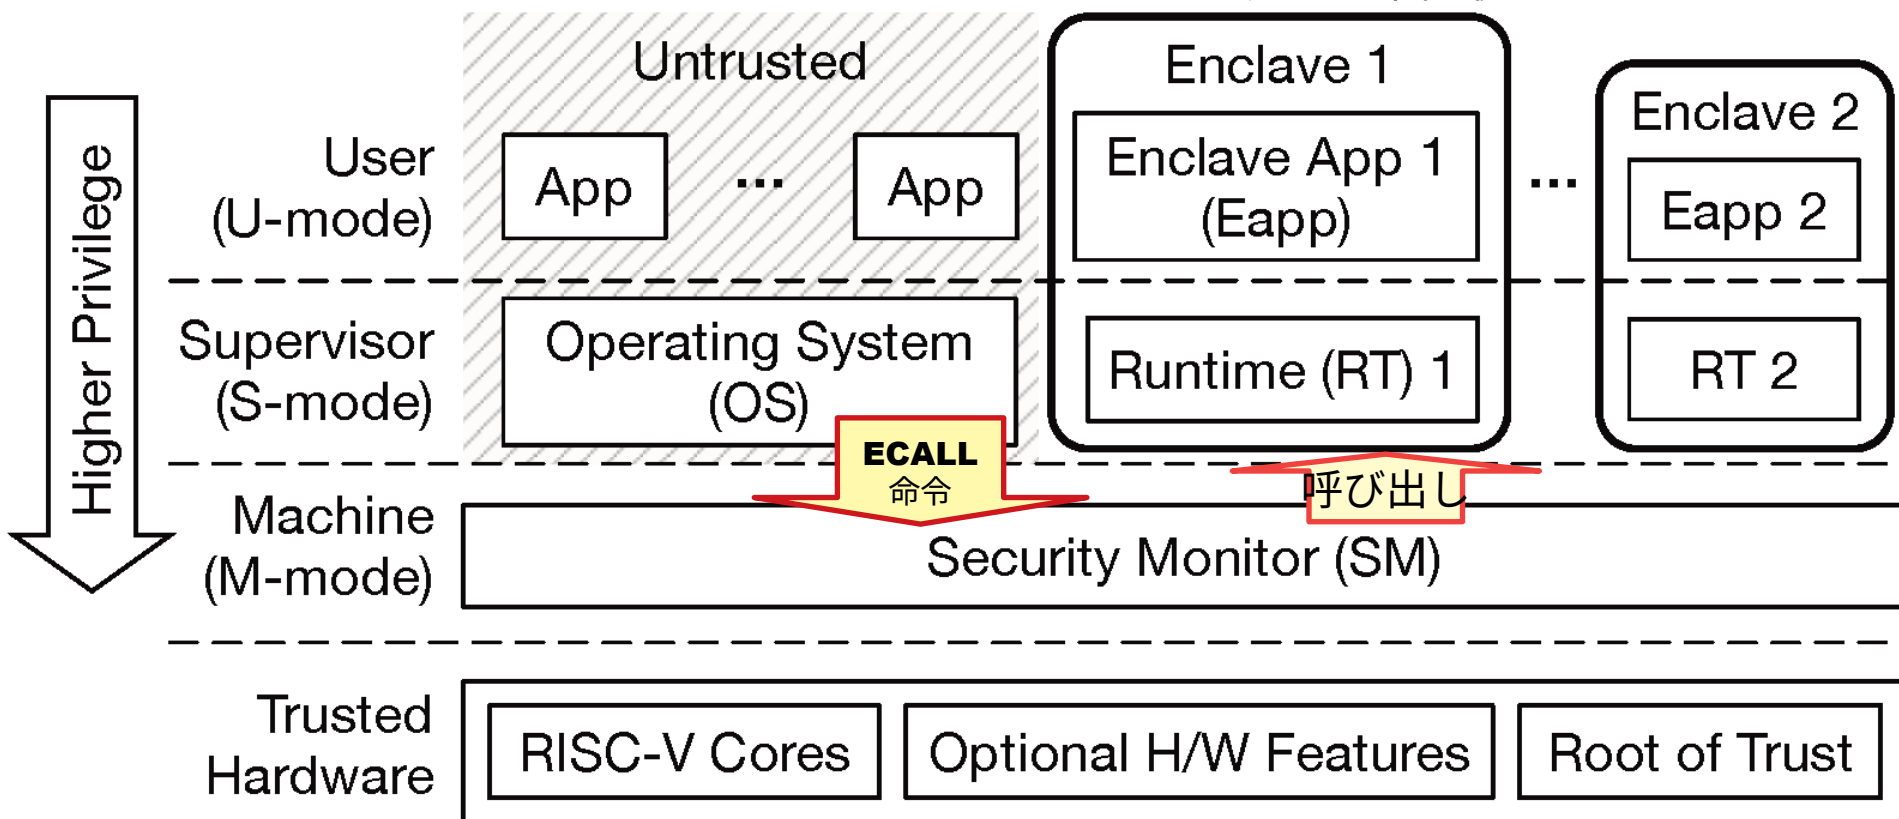 Higher Privilege
User
(U-mode)
Untrusted
App
...
App
Enclave 1
Enclave App 1
(Eapp)
...
Enclave 2
Eapp 2
Supervisor
(S-mode)
Operating System
(OS)
Runtime (RT) 1
RT 2
ECALL
命令
呼び出し
Machine
(M-mode)
Security Monitor (SM)
Trusted
Hardware
RISC-V Cores
Optional H/W Features
Root of Trust